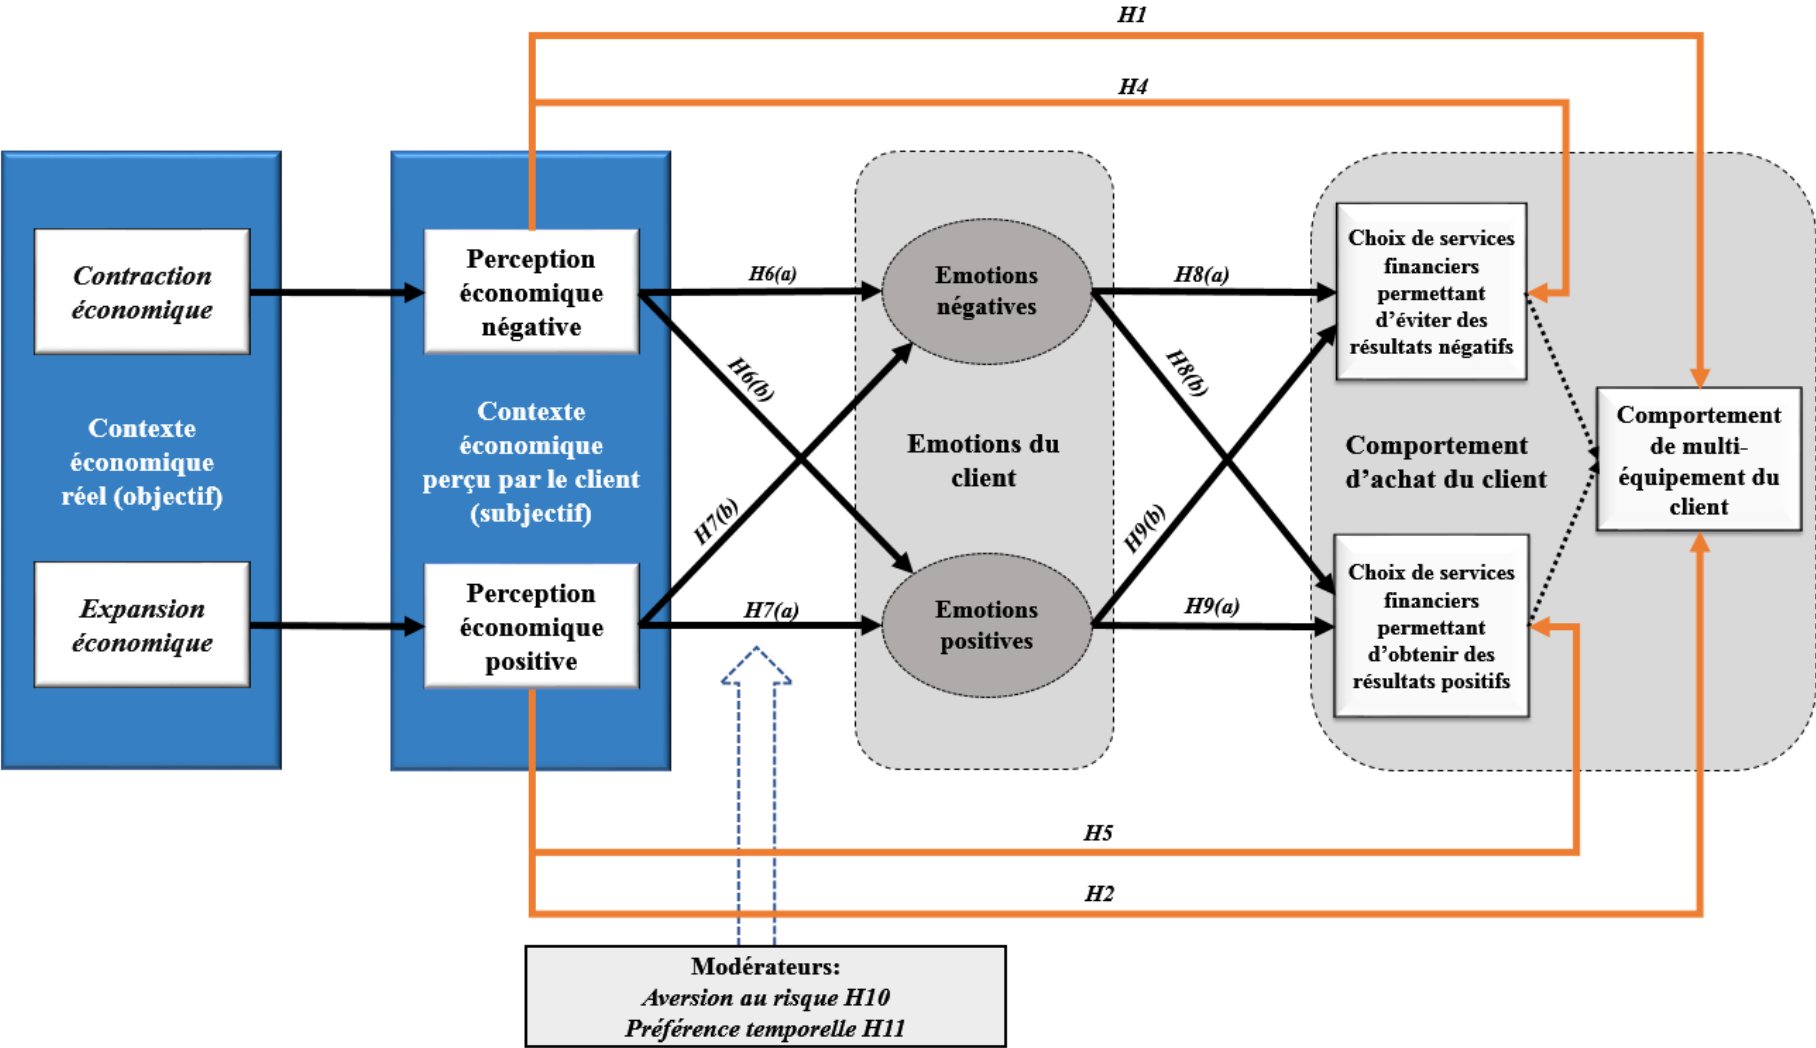 H1
H4
Contraction
économique
Contexte
économique
réel (objectif)
Expansion
économique
Perception
économique
négative
Contexte
économique
perçu par le client
(subjectif)
Perception
économique
positive
H6(a)
H6(b)
H7(b)
H7(a)
Emotions
négatives
Emotions du
client
Emotions
positives
H8(a)
H8(b)
H9(b)
H9(a)
Choix de services
financiers
permettant
d'éviter des
résultats négatifs
Comportement
d'achat du client
Choix de services
financiers
permettant
d'obtenir des
résultats positifs
Comportement
de multi-
équipement du
client
H5
H2
Modérateurs:
Aversion au risque H10
Préférence temporelle H11